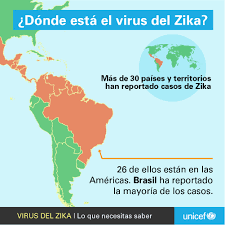 ¿Dónde está el virus del Zika?
Más de 30 países y territorios
han reportado casos de Zika
26 de ellos están en las
Américas. Brasil ha reportado
la mayoría de los casos.
VIRUS DEL ZIKA I Lo que necesitas saber
unicef